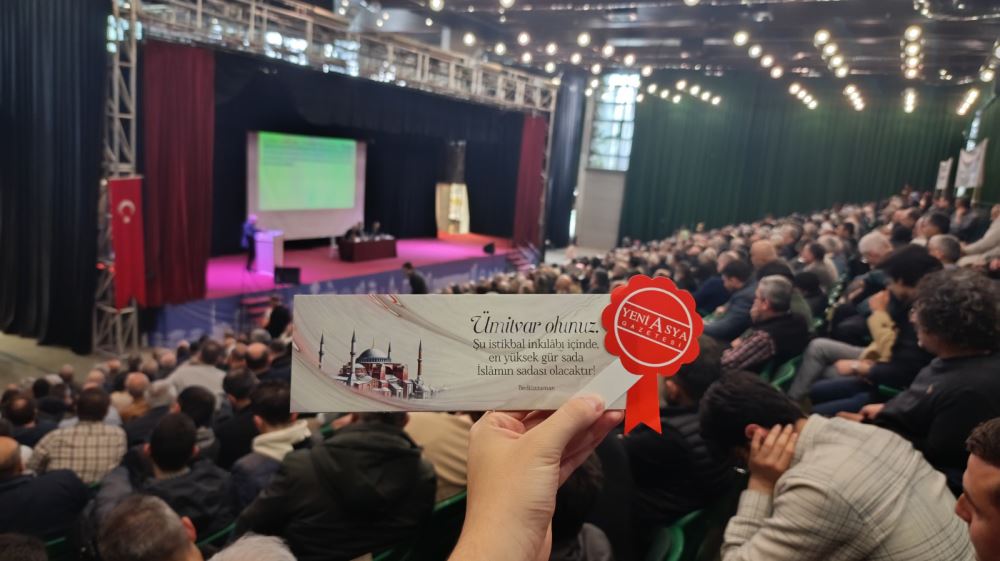 Ümitvar olunuz.
Şu istikbal inkılâbı içinde,
en yüksek gür sada
İslâmın sadası olacaktır!
Bediüzzaman
YENİ ASYA
GAZETESİ